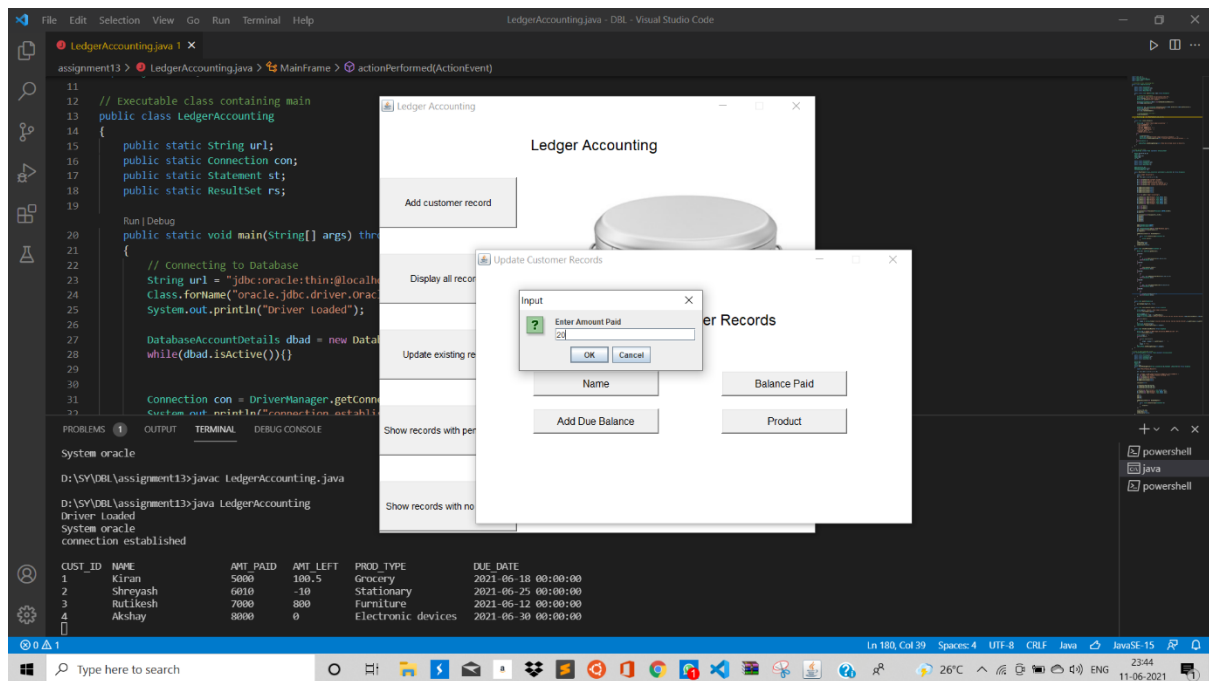 File Edit Selection View Go Run Terminal Help
LedgerAccounting.java - DBL - Visual Studio Code
LedgerAccounting.java 1
assignment13 > LedgerAccounting.java > MainFrame > actionPerformed(ActionEvent)
11
12 // Executable class containing main
13 public class LedgerAccounting
14 {
15 public static String url;
16 public static Connection con;
17 public static Statement st;
18 public static ResultSet rs;
19
Run | Debug
20 public static void main(String[] args) thr
21 {
22 // Connecting to Database
23 String url = "jdbc:oracle:thin:@localh
24 Class.forName("oracle.jdbc.driver.Orac
25 System.out.println("Driver Loaded");
26
27 DatabaseAccountDetails dbad = new Datab
28 while(dbad.isActive()){}
29
30
31 Connection con = DriverManager.getConne
32 System.out.println("connection establi
Ledger Accounting
Ledger Accounting
Add customer record
Display all recor
Update existing re
Show records with per
Show records with no
Update Customer Records
er Records
Name
Balance Paid
Add Due Balance
Product
Input
?
Enter Amount Paid
20
OK Cancel
PROBLEMS 1 OUTPUT TERMINAL DEBUG CONSOLE
powershell
java
powershell
System oracle
D:\SY\DBL\assignment13>javac LedgerAccounting.java
D:\SY\DBL\assignment13>java LedgerAccounting
Driver Loaded
System oracle
connection established
CUST_ID NAME AMT_PAID AMT_LEFT PROD_TYPE DUE_DATE
1 Kiran 5000 100.5 Grocery 2021-06-18 00:00:00
2 Shreyash 6010 -10 Stationary 2021-06-25 00:00:00
3 Rutikesh 7000 800 Furniture 2021-06-12 00:00:00
4 Akshay 8000 0 Electronic devices 2021-06-30 00:00:00
0 1
Ln 180, Col 39 Spaces: 4 UTF-8 CRLF Java JavaSE-15
Type here to search
26°C
ENG
23:44
11-06-2021